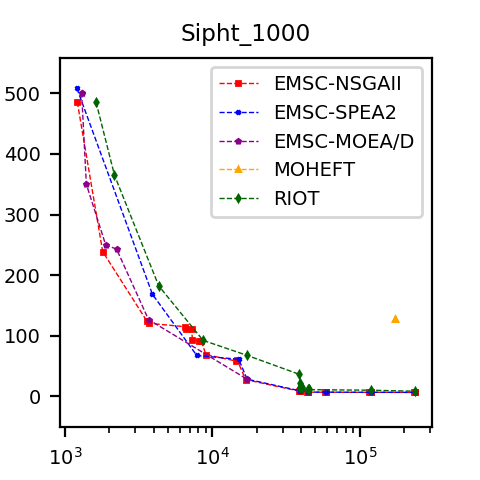 Sipht_1000
EMSC-NSGAII
EMSC-SPEA2
EMSC-MOEA/D
MOHEFT
RIOT
500
400
300
200
100
0
10³ 10⁴ 10⁵